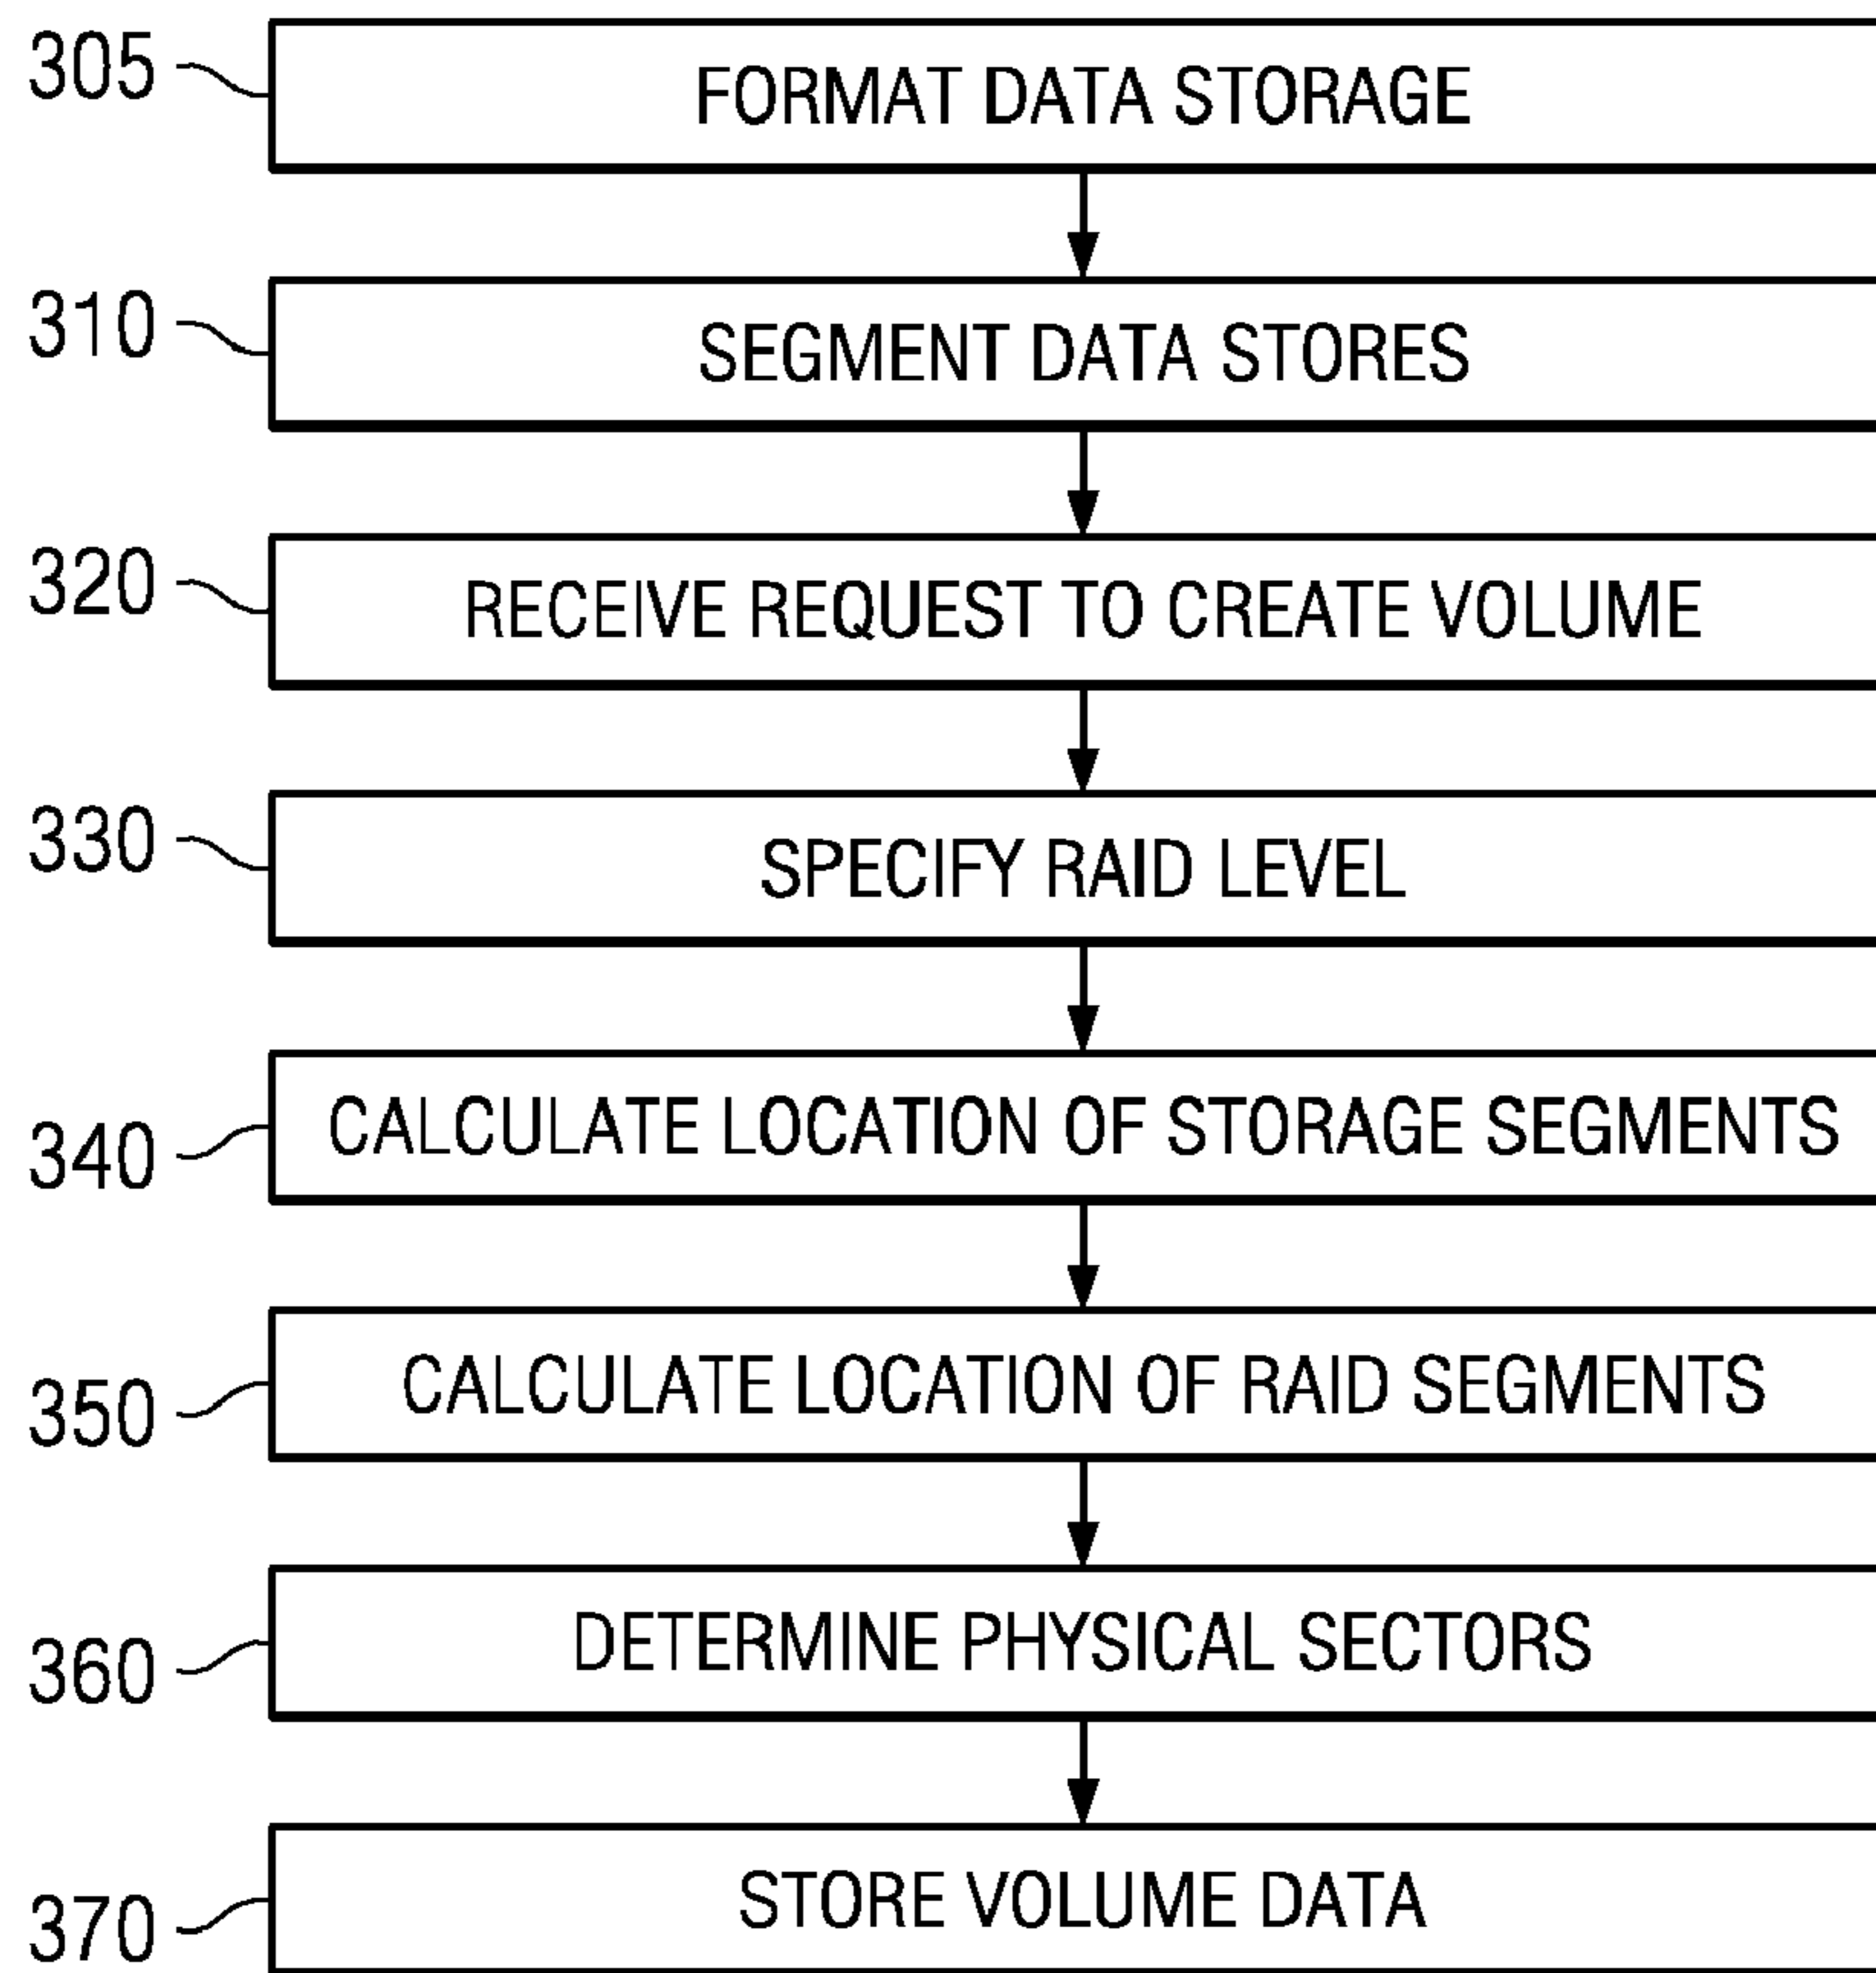 305 FORMAT DATA STORAGE
310 SEGMENT DATA STORES
320 RECEIVE REQUEST TO CREATE VOLUME
330 SPECIFY RAID LEVEL
340 CALCULATE LOCATION OF STORAGE SEGMENTS
350 CALCULATE LOCATION OF RAID SEGMENTS
360 DETERMINE PHYSICAL SECTORS
370 STORE VOLUME DATA